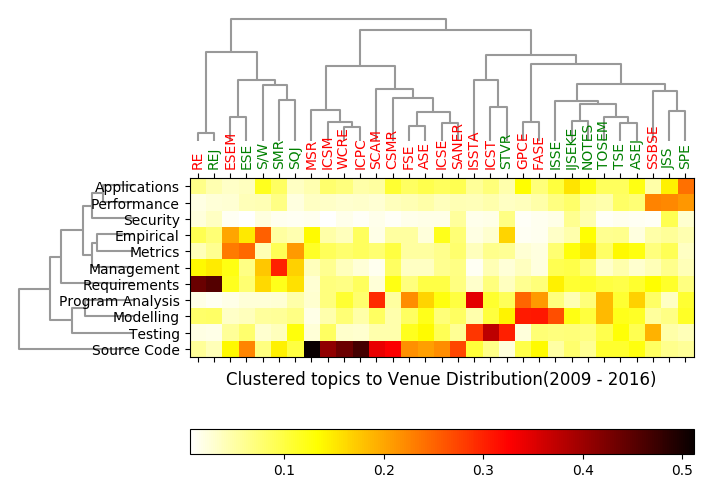 RE REJ ESEM ESE S/W SMR SQJ MSR ICSM WCRE ICPC SCAM CSMR FSE ASE ICSE SANER ISSTA ICST STVR GPCE FASE ISSE IJSEKE NOTES TOSEM TSE ASEJ SSBSE JSS SPE
Applications
Performance
Security
Empirical
Metrics
Management
Requirements
Program Analysis
Modelling
Testing
Source Code
Clustered topics to Venue Distribution(2009 - 2016)
0.1 0.2 0.3 0.4 0.5